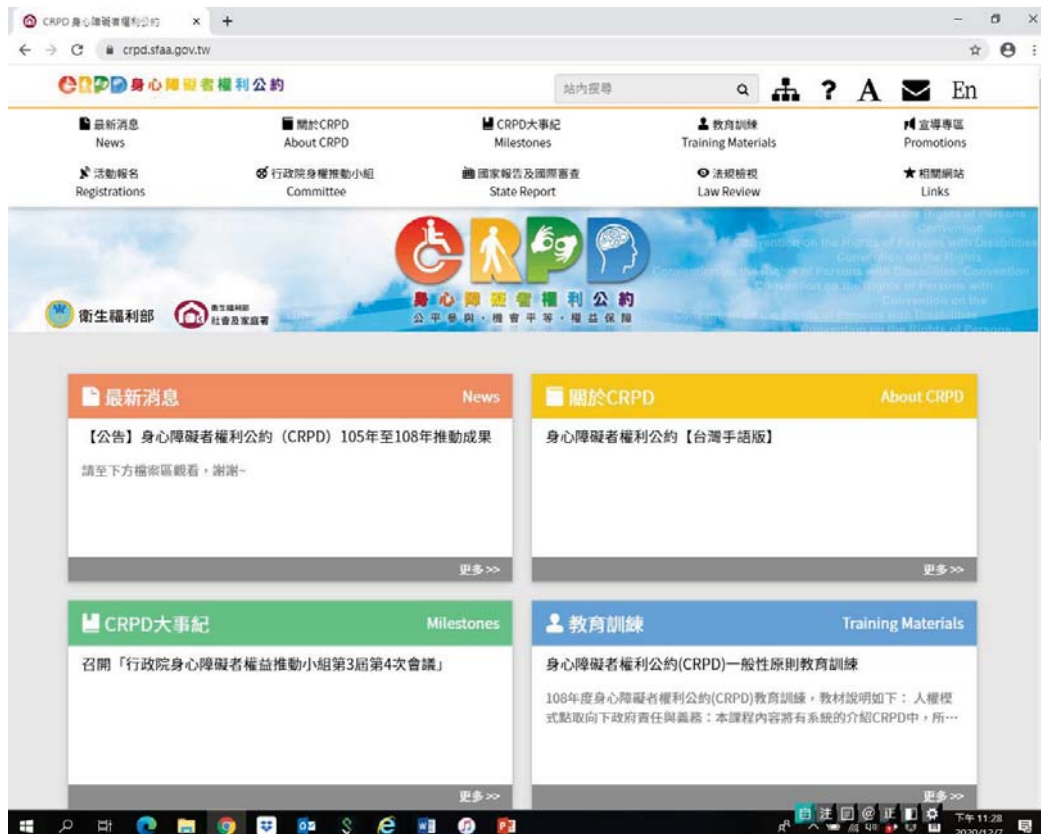 CRPD 身心障礙者權利公約
crpd.sfaa.gov.tw
CRPD 身心障礙者權利公約
站內搜尋
? A En
最新消息 關於CRPD CRPD大事紀 教育訓練 宣導專區
News About CRPD Milestones Training Materials Promotions
活動報名 行政院身權推動小組 國家報告及國際審查 法規檢視 相關網站
Registrations Committee State Report Law Review Links
CRPD
身心障礙者權利公約
公平參與・機會平等・權益保障
衛生福利部
衛生福利部
社會及家庭署
最新消息 News
【公告】身心障礙者權利公約（CRPD）105年至108年推動成果
請至下方檔案區觀看，謝謝~
更多>>
關於CRPD About CRPD
身心障礙者權利公約【台灣手語版】
更多>>
CRPD大事紀 Milestones
召開「行政院身心障礙者權益推動小組第3屆第4次會議」
更多>>
教育訓練 Training Materials
身心障礙者權利公約(CRPD)一般性原則教育訓練
108年度身心障礙者權利公約(CRPD)教育訓練，教材說明如下： 人權模
式點取向下政府責任與義務：本課程內容將有系統的介紹CRPD中，所…
更多>>
下午 11:28
2020/12/7